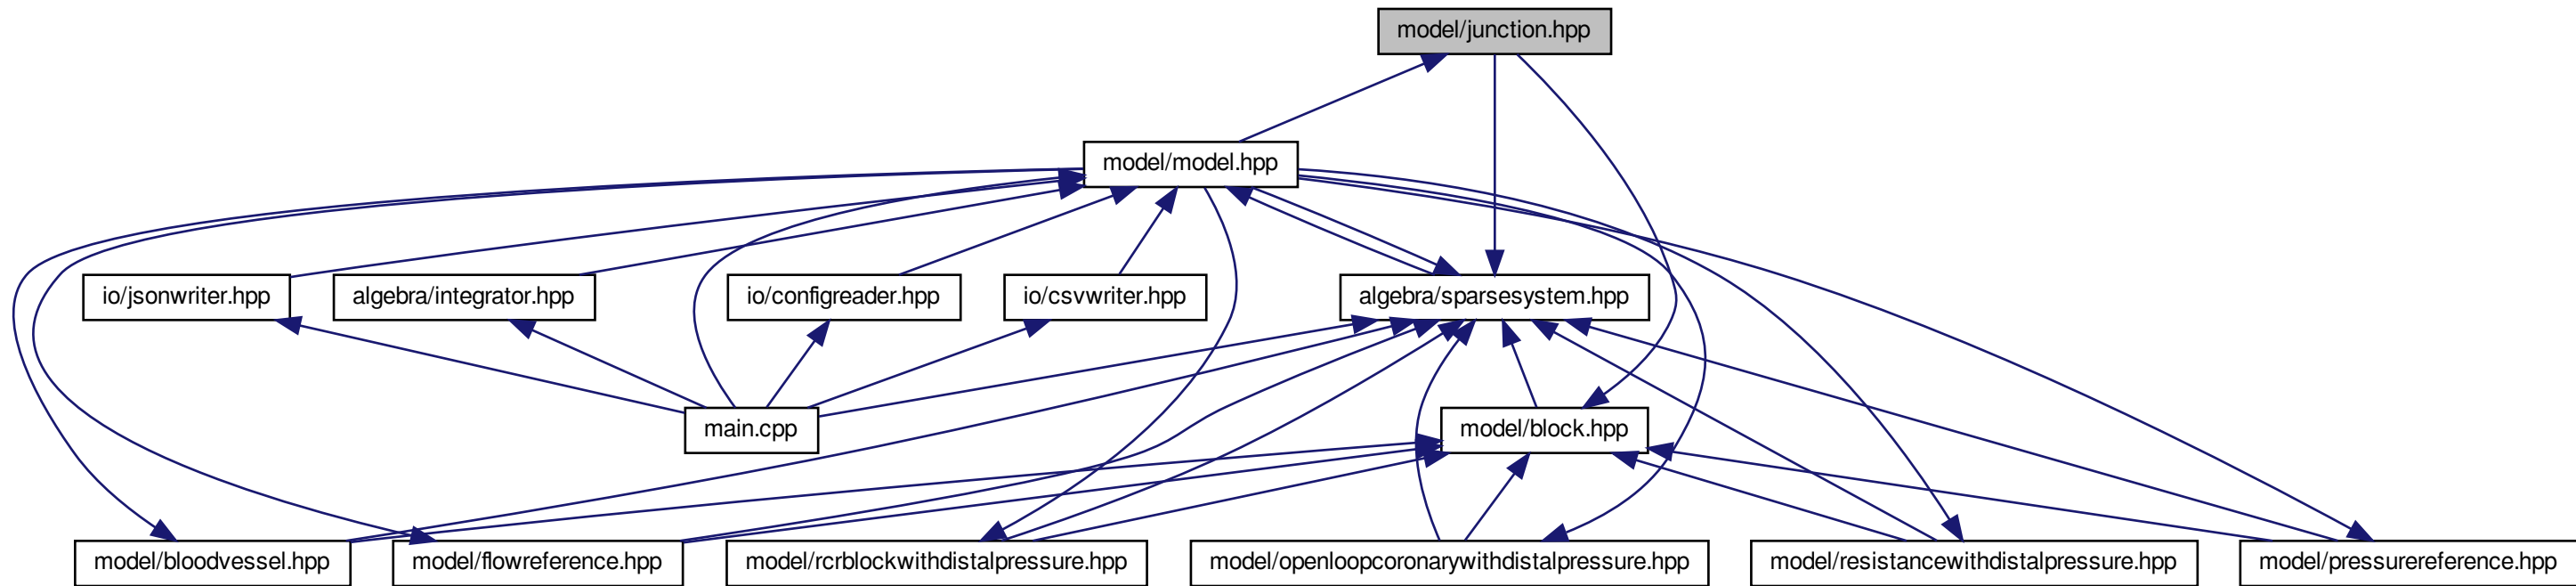 model/junction.hpp
model/model.hpp
io/jsonwriter.hpp
algebra/integrator.hpp
io/configreader.hpp
io/csvwriter.hpp
algebra/sparsesystem.hpp
main.cpp
model/block.hpp
model/bloodvessel.hpp
model/flowreference.hpp
model/rcrblockwithdistalpressure.hpp
model/openloopcoronarywithdistalpressure.hpp
model/resistancewithdistalpressure.hpp
model/pressurereference.hpp